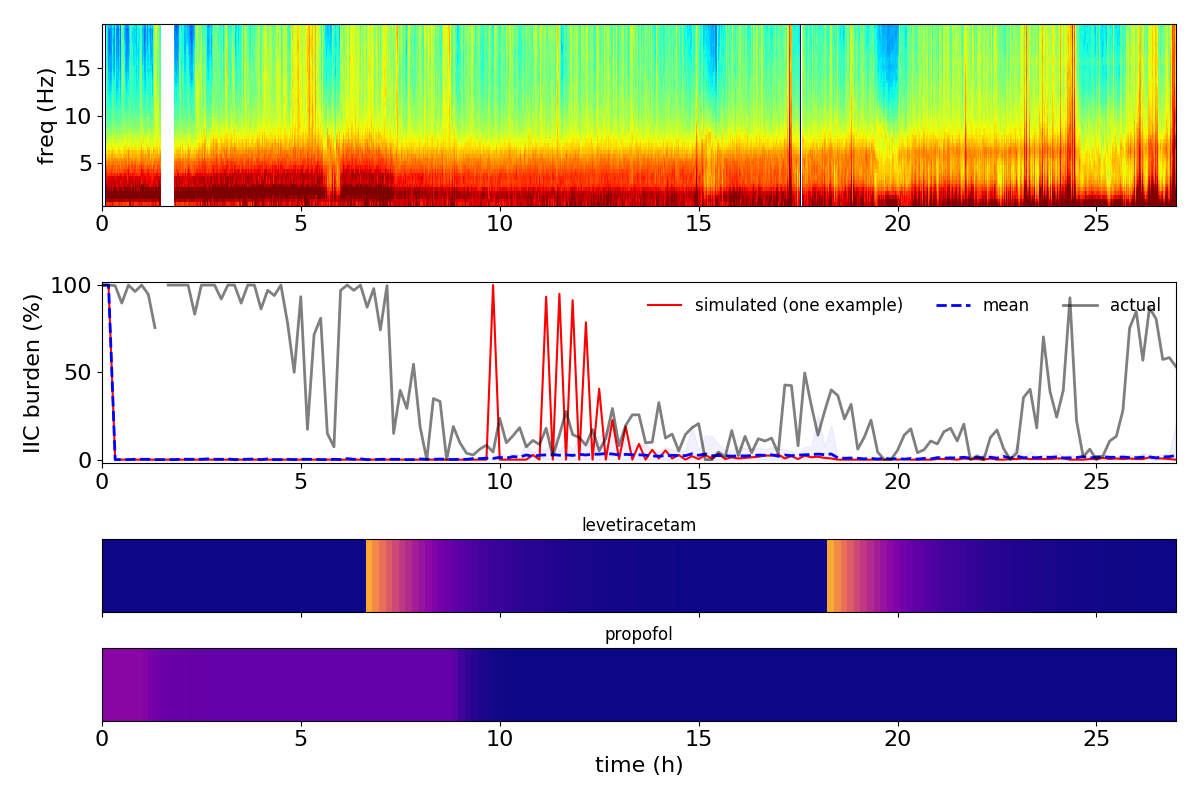 freq (Hz)
15
10
5
0 5 10 15 20 25
IIC burden (%)
100
50
0
simulated (one example) mean actual
0 5 10 15 20 25
levetiracetam
propofol
0 5 10 15 20 25
time (h)